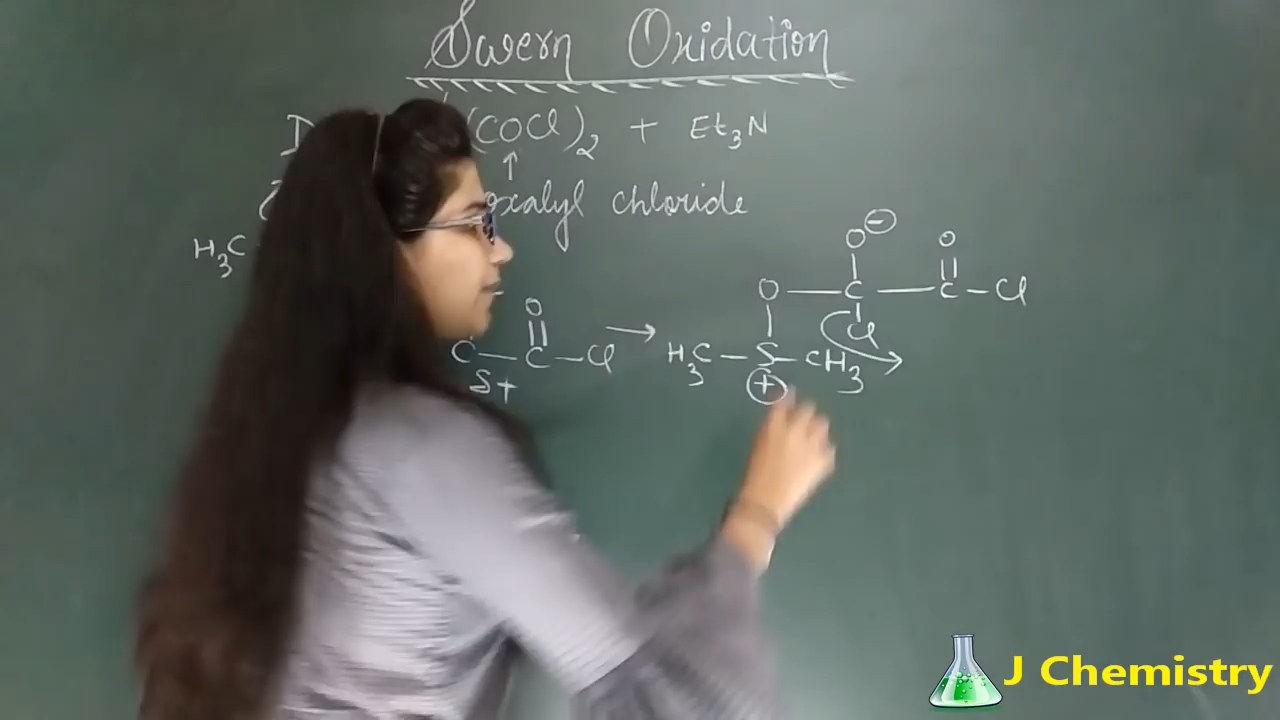 Swern Oxidation
D (COCl)2 + Et3N
↑
oxalyl chloride
O⊖ O
H3C
O — C — C — Cl
O Cl
C — C — Cl → H3C — S — CH3
S+ ⊕
J Chemistry